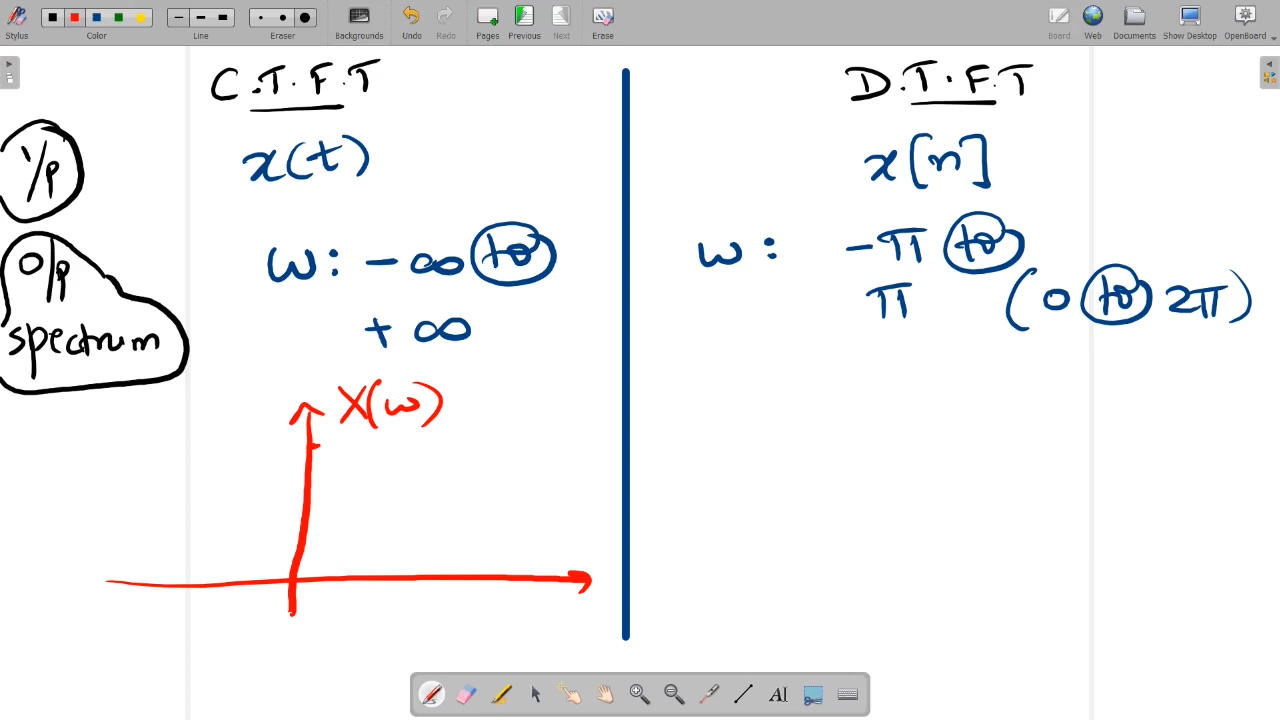 Stylus
Color
Line
Eraser
Backgrounds
Undo
Redo
Pages
Previous
Next
Erase
Board
Web
Documents
Show Desktop
OpenBoard
C.T.F.T
x(t)
w: -∞ to
+∞
I/p
O/p
spectrum
X(w)
D.T.F.T
x[n]
w: -π to
π (0 to 2π)
AI